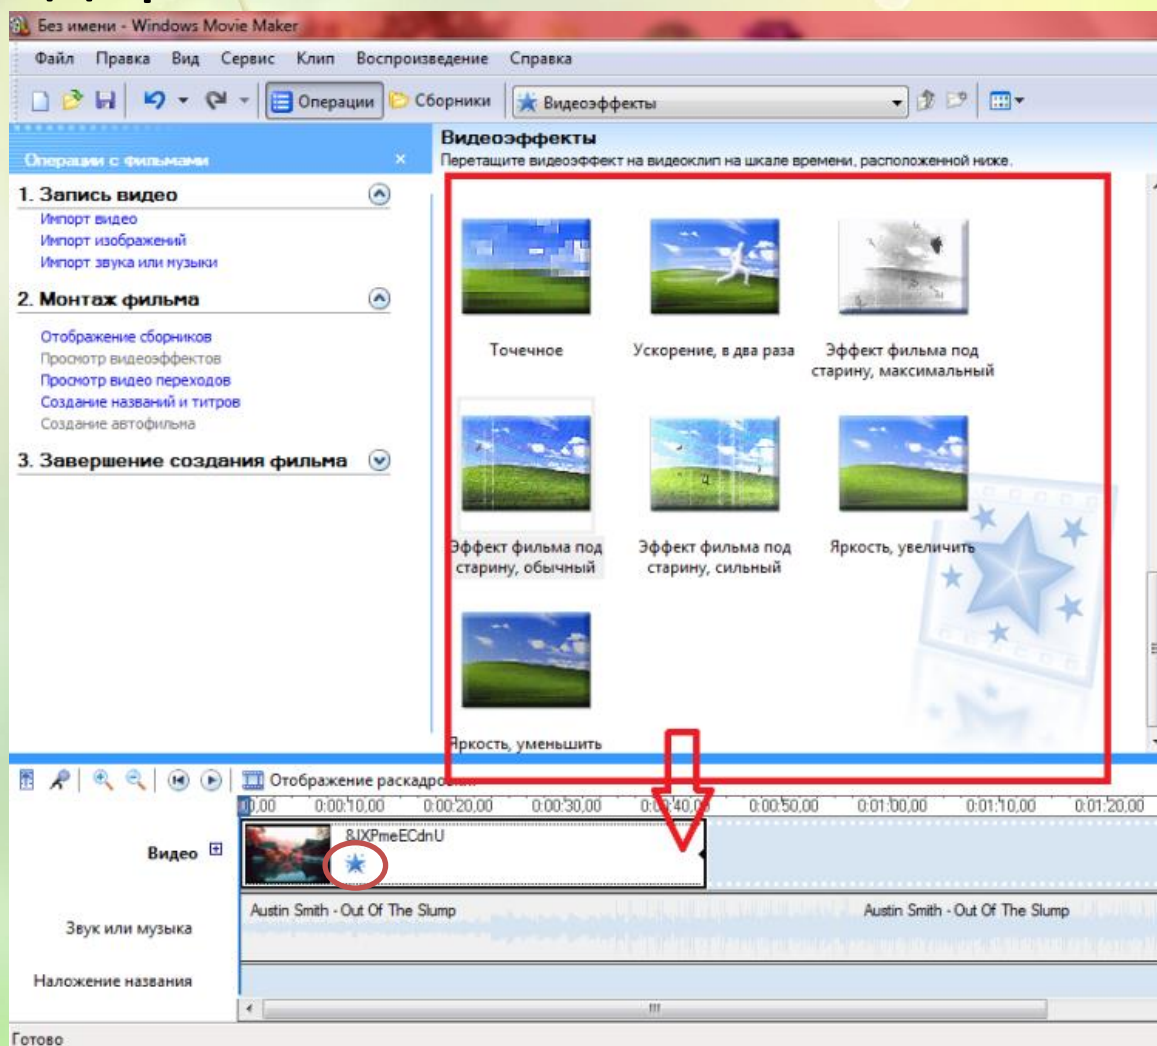 Без имени - Windows Movie Maker
Файл Правка Вид Сервис Клип Воспроизведение Справка
Операции Сборники Видеоэффекты
Операции с фильмами
1. Запись видео
Импорт видео
Импорт изображений
Импорт звука или музыки
2. Монтаж фильма
Отображение сборников
Просмотр видеоэффектов
Просмотр видео переходов
Создание названий и титров
Создание автофильма
3. Завершение создания фильма
Видеоэффекты
Перетащите видеоэффект на видеоклип на шкале времени, расположенной ниже.
Точечное
Ускорение, в два раза
Эффект фильма под
старину, максимальный
Эффект фильма под
старину, обычный
Эффект фильма под
старину, сильный
Яркость, увеличить
Яркость, уменьшить
Отображение раскадровки
0:00:10,00 0:00:20,00 0:00:30,00 0:00:40,00 0:00:50,00 0:01:00,00 0:01:10,00 0:01:20,00
Видео
8JXPmeECdnU
Звук или музыка
Austin Smith - Out Of The Slump
Austin Smith - Out Of The Slump
Наложение названия
Готово